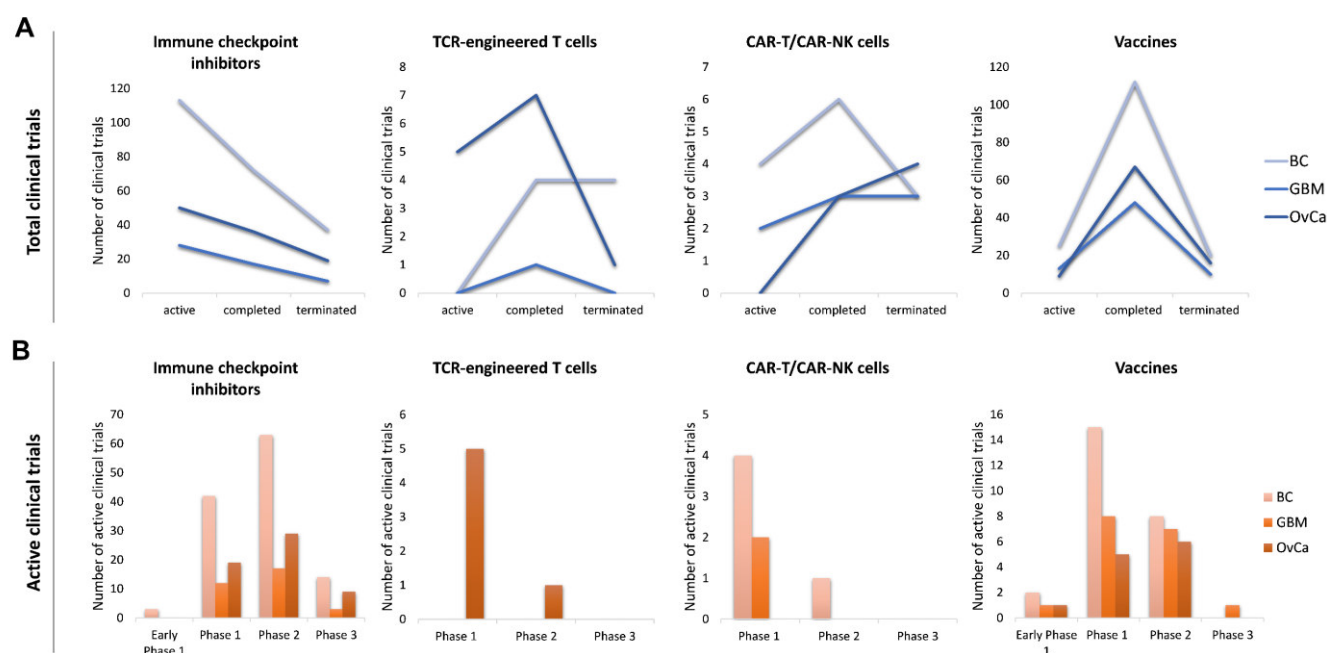 A
Total clinical trials
Immune checkpoint
inhibitors
Number of clinical trials
120
100
80
60
40
20
0
active
completed
terminated
TCR-engineered T cells
Number of clinical trials
8
7
6
5
4
3
2
1
0
active
completed
terminated
CAR-T/CAR-NK cells
Number of clinical trials
7
6
5
4
3
2
1
0
active
completed
terminated
Vaccines
Number of clinical trials
120
100
80
60
40
20
0
active
completed
terminated
BC
GBM
OvCa
B
Active clinical trials
Immune checkpoint
inhibitors
Number of active clinical trials
70
60
50
40
30
20
10
0
Early
Phase 1
Phase 1
Phase 2
Phase 3
TCR-engineered T cells
Number of active clinical trials
6
5
4
3
2
1
0
Phase 1
Phase 2
Phase 3
CAR-T/CAR-NK cells
Number of active clinical trials
5
4
3
2
1
0
Phase 1
Phase 2
Phase 3
Vaccines
Number of active clinical trials
16
14
12
10
8
6
4
2
0
Early Phase
1
Phase 1
Phase 2
Phase 3
BC
GBM
OvCa